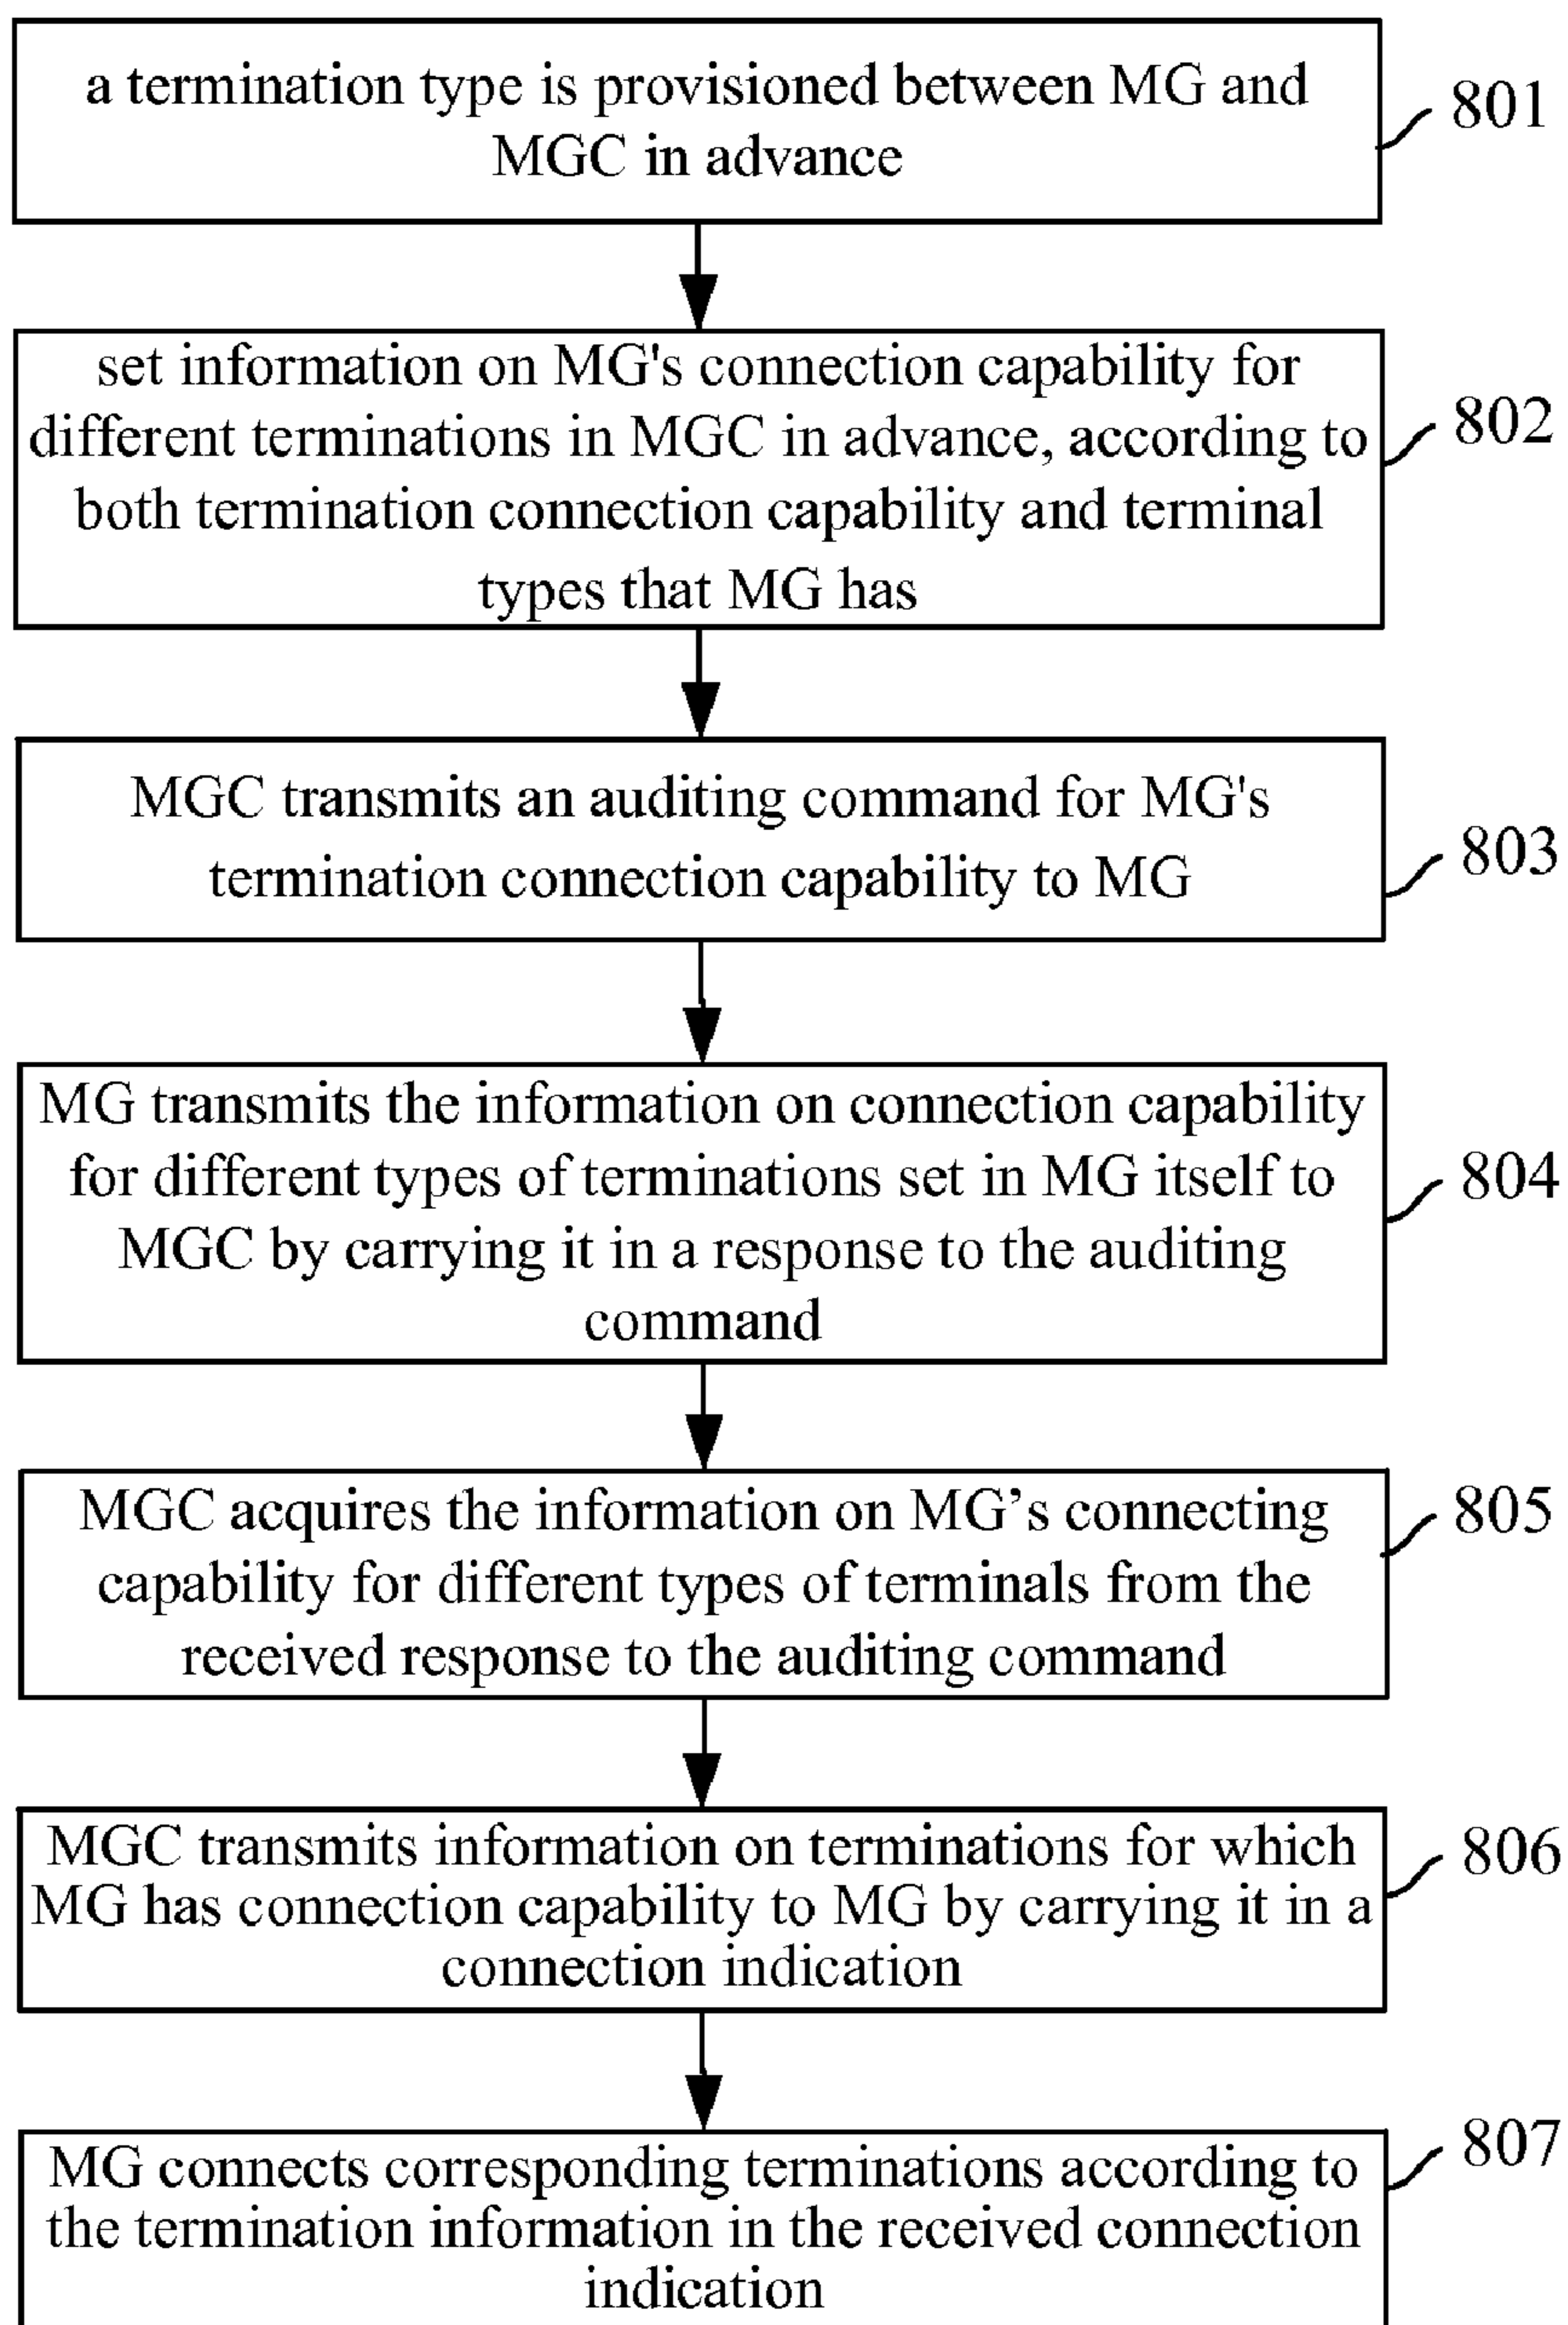 a termination type is provisioned between MG and
MGC in advance
801
set information on MG's connection capability for
different terminations in MGC in advance, according to
both termination connection capability and terminal
types that MG has
802
MGC transmits an auditing command for MG's
termination connection capability to MG
803
MG transmits the information on connection capability
for different types of terminations set in MG itself to
MGC by carrying it in a response to the auditing
command
804
MGC acquires the information on MG’s connecting
capability for different types of terminals from the
received response to the auditing command
805
MGC transmits information on terminations for which
MG has connection capability to MG by carrying it in a
connection indication
806
MG connects corresponding terminations according to
the termination information in the received connection
indication
807